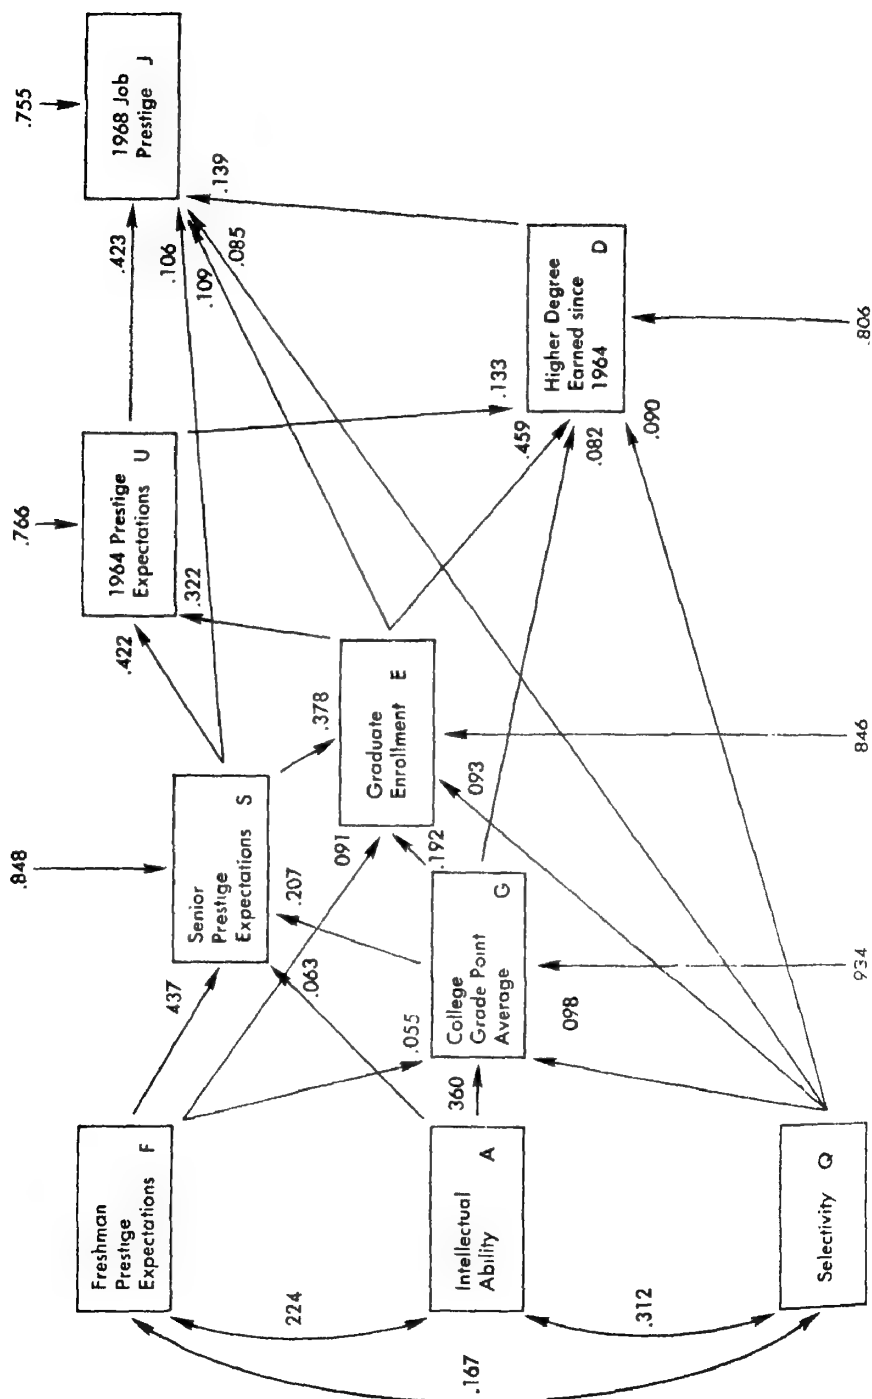 .755
1968 Job
Prestige J
.423
.106
.109
.085
.139
.766
1964 Prestige
Expectations U
.422
.322
.133
Higher Degree
Earned since
1964 D
.459
.082
.090
.806
.848
Senior
Prestige
Expectations S
437
.207
.063
.378
Graduate
Enrollment E
091
.192
093
846
College
Grade Point
Average G
.055
360
098
934
Freshman
Prestige
Expectations F
Intellectual
Ability A
Selectivity Q
224
.312
.167